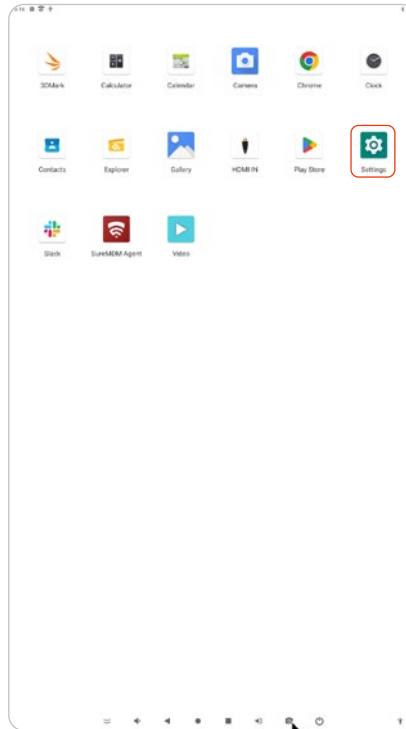 3DMark Calculator Calendar Camera Chrome Clock
Contacts Explorer Gallery HDMI IN Play Store Settings
Slack SureMDM Agent Video